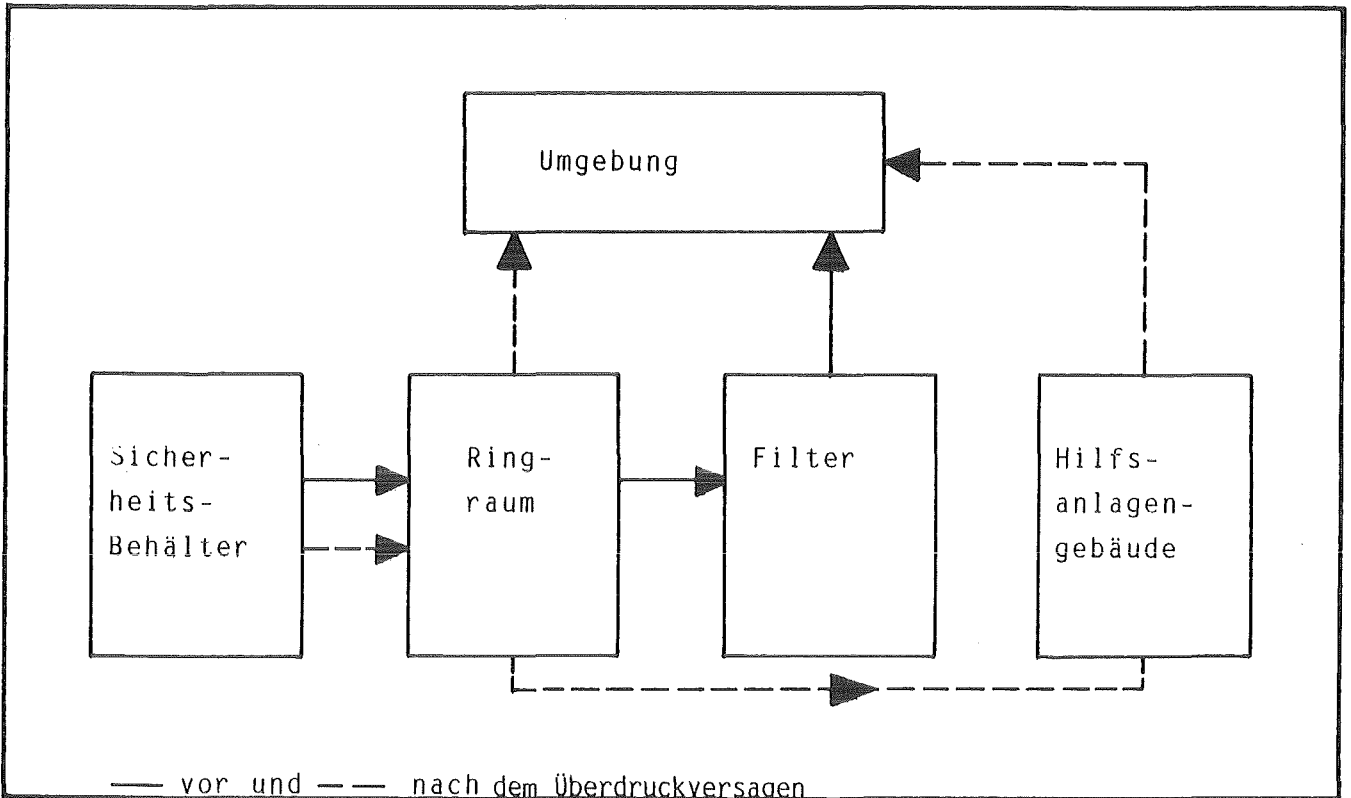 Umgebung
Sicher-
heits-
Behälter
Ring-
raum
Filter
Hilfs-
anlagen-
gebäude
—— vor und – – – nach dem Überdruckversagen